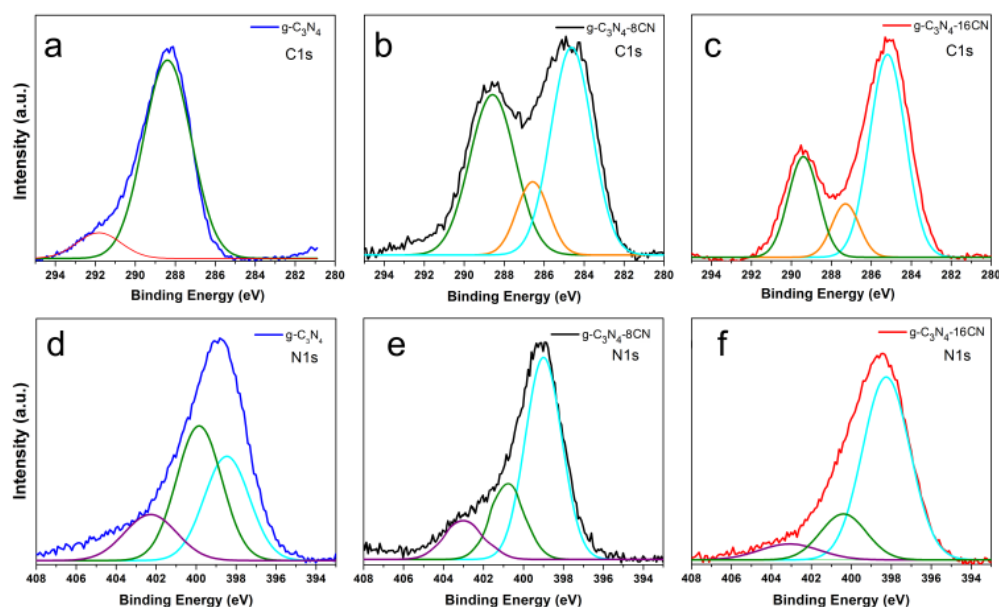 a
g-C₃N₄
C1s
Intensity (a.u.)
294 292 290 288 286 284 282 280
Binding Energy (eV)
b
g-C₃N₄-8CN
C1s
294 292 290 288 286 284 282 280
Binding Energy (eV)
c
g-C₃N₄-16CN
C1s
294 292 290 288 286 284 282 280
Binding Energy (eV)
d
g-C₃N₄
N1s
Intensity (a.u.)
408 406 404 402 400 398 396 394
Binding Energy (eV)
e
g-C₃N₄-8CN
N1s
408 406 404 402 400 398 396 394
Binding Energy (eV)
f
g-C₃N₄-16CN
N1s
408 406 404 402 400 398 396 394
Binding Energy (eV)